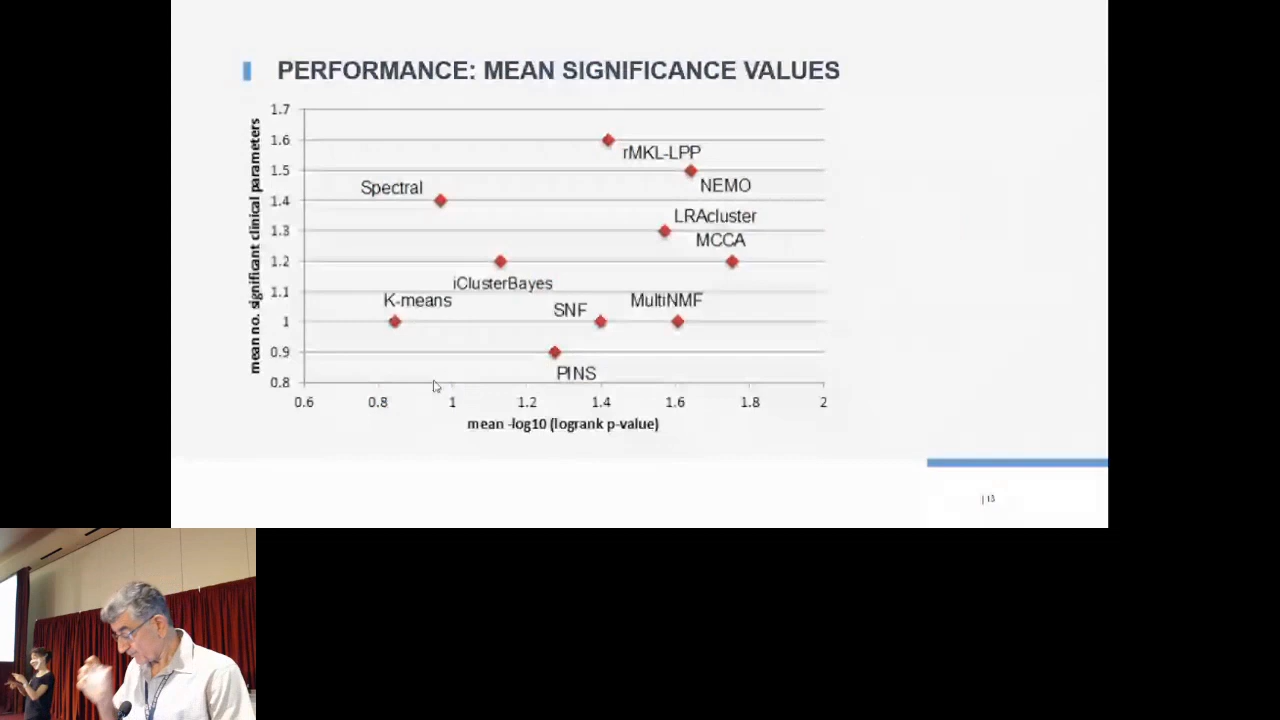 PERFORMANCE: MEAN SIGNIFICANCE VALUES
mean no. significant clinical parameters
1.7
1.6
1.5
1.4
1.3
1.2
1.1
1
0.9
0.8
rMKL-LPP
NEMO
Spectral
LRAcluster
MCCA
iClusterBayes
K-means
SNF
MultiNMF
PINS
0.6 0.8 1 1.2 1.4 1.6 1.8 2
mean -log10 (logrank p-value)
| 13